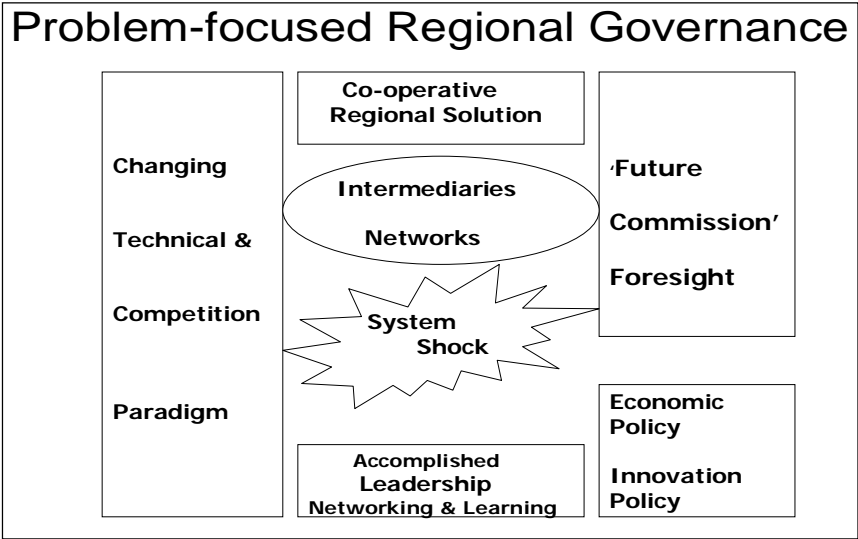 Problem-focused Regional Governance
Changing
Technical &
Competition
Paradigm
Co-operative
Regional Solution
Intermediaries
Networks
System
Shock
Accomplished
Leadership
Networking & Learning
‘Future
Commission’
Foresight
Economic
Policy
Innovation
Policy